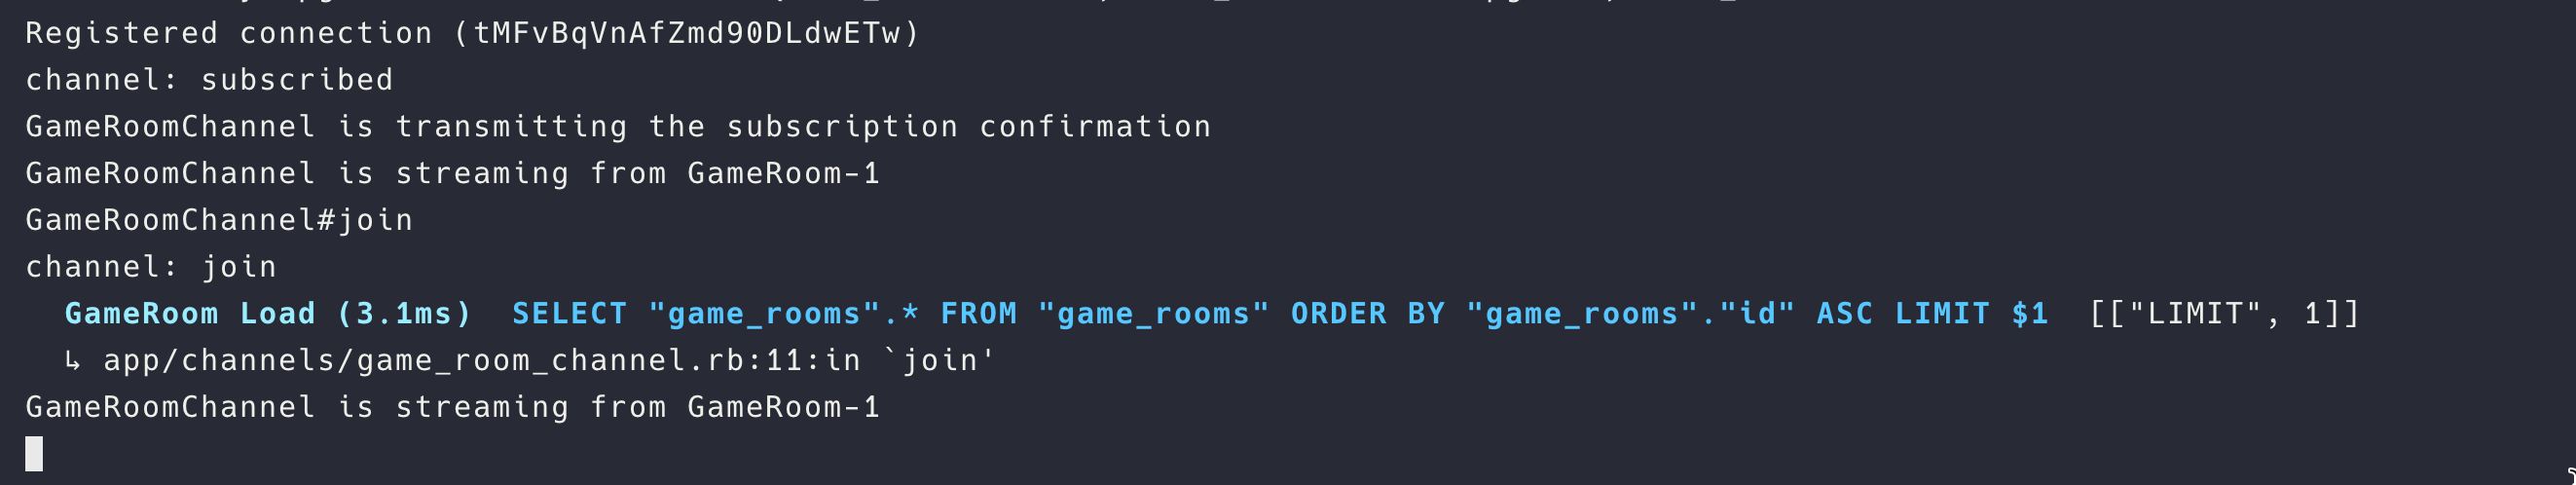 Registered connection (tMFvBqVnAfZmd90DLdwETw)
channel: subscribed
GameRoomChannel is transmitting the subscription confirmation
GameRoomChannel is streaming from GameRoom-1
GameRoomChannel#join
channel: join
GameRoom Load (3.1ms)  SELECT "game_rooms".* FROM "game_rooms" ORDER BY "game_rooms"."id" ASC LIMIT $1  [["LIMIT", 1]]
↳ app/channels/game_room_channel.rb:11:in `join'
GameRoomChannel is streaming from GameRoom-1